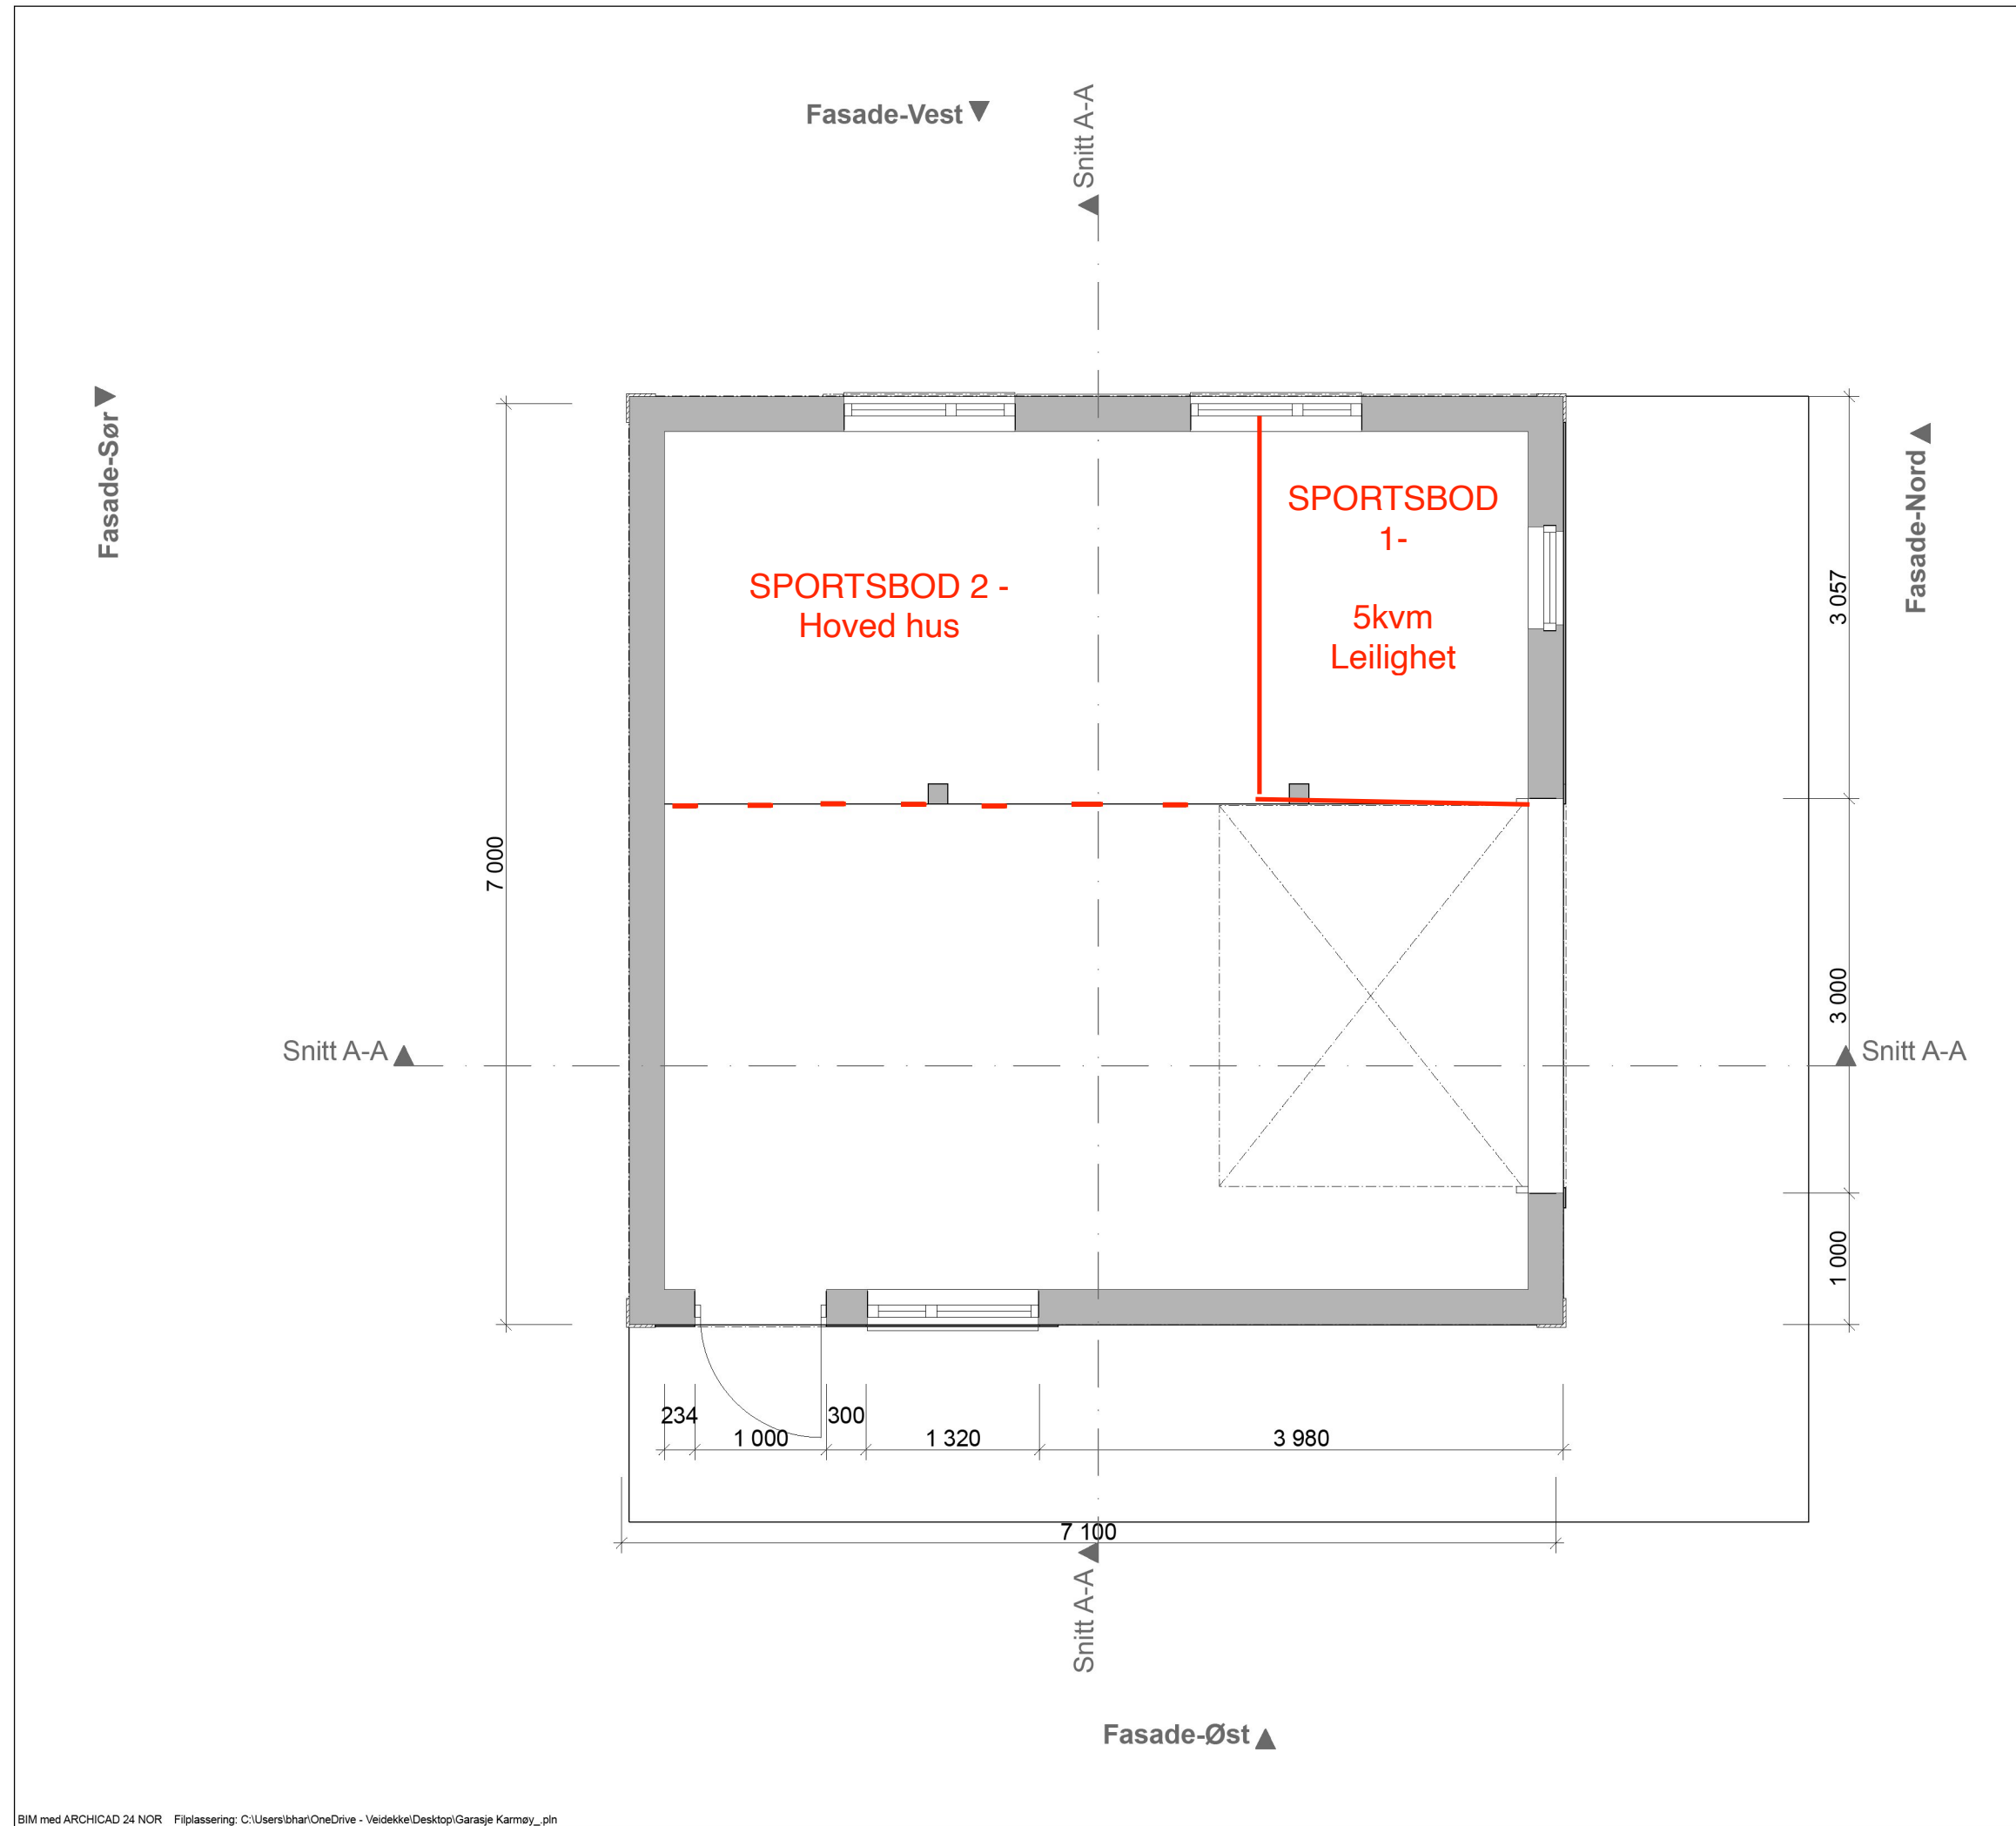 Fasade-Vest
Snitt A-A
Fasade-Sør
Fasade-Nord
SPORTSBOD
1-
5kvm
Leilighet
SPORTSBOD 2 -
Hoved hus
3 057
7 000
3 000
Snitt A-A
Snitt A-A
1 000
234
300
1 000
1 320
3 980
7 100
Snitt A-A
Fasade-Øst
BIM med ARCHICAD 24 NOR Filplassering: C:\Users\bhar\OneDrive - Veidekke\Desktop\Garasje Karmøy_.pln